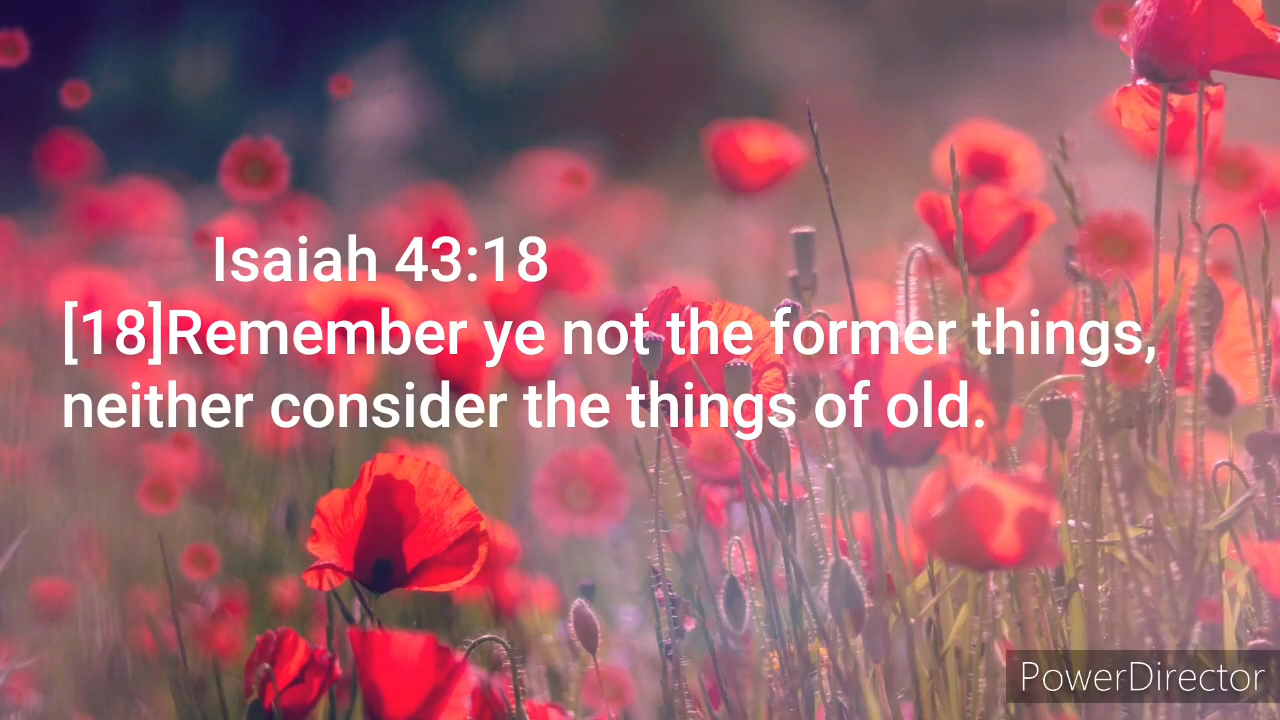 Isaiah 43:18
[18]Remember ye not the former things,
neither consider the things of old.
PowerDirector